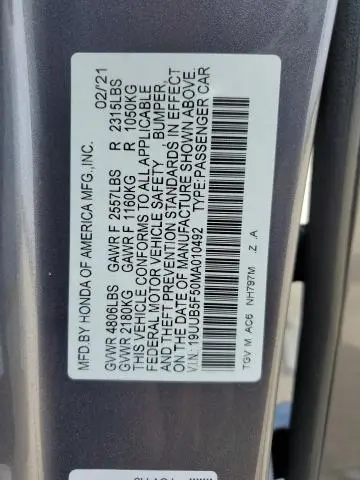 MFD.BY HONDA OF AMERICA MFG.,INC. 02/21
GVWR 4806LBS GAWR F 2557LBS R 2315LBS
GVWR 2180KG GAWR F 1160KG R 1050KG
THIS VEHICLE CONFORMS TO ALL APPLICABLE
FEDERAL MOTOR VEHICLE SAFETY BUMPER,
AND THEFT PREVENTION STANDARDS IN EFFECT
ON THE DATE OF MANUFACTURE SHOWN ABOVE.
V.I.N. 19UUB5F50MA010492 TYPE:PASSENGER CAR
TGV M AC6 NH797M .Z .A